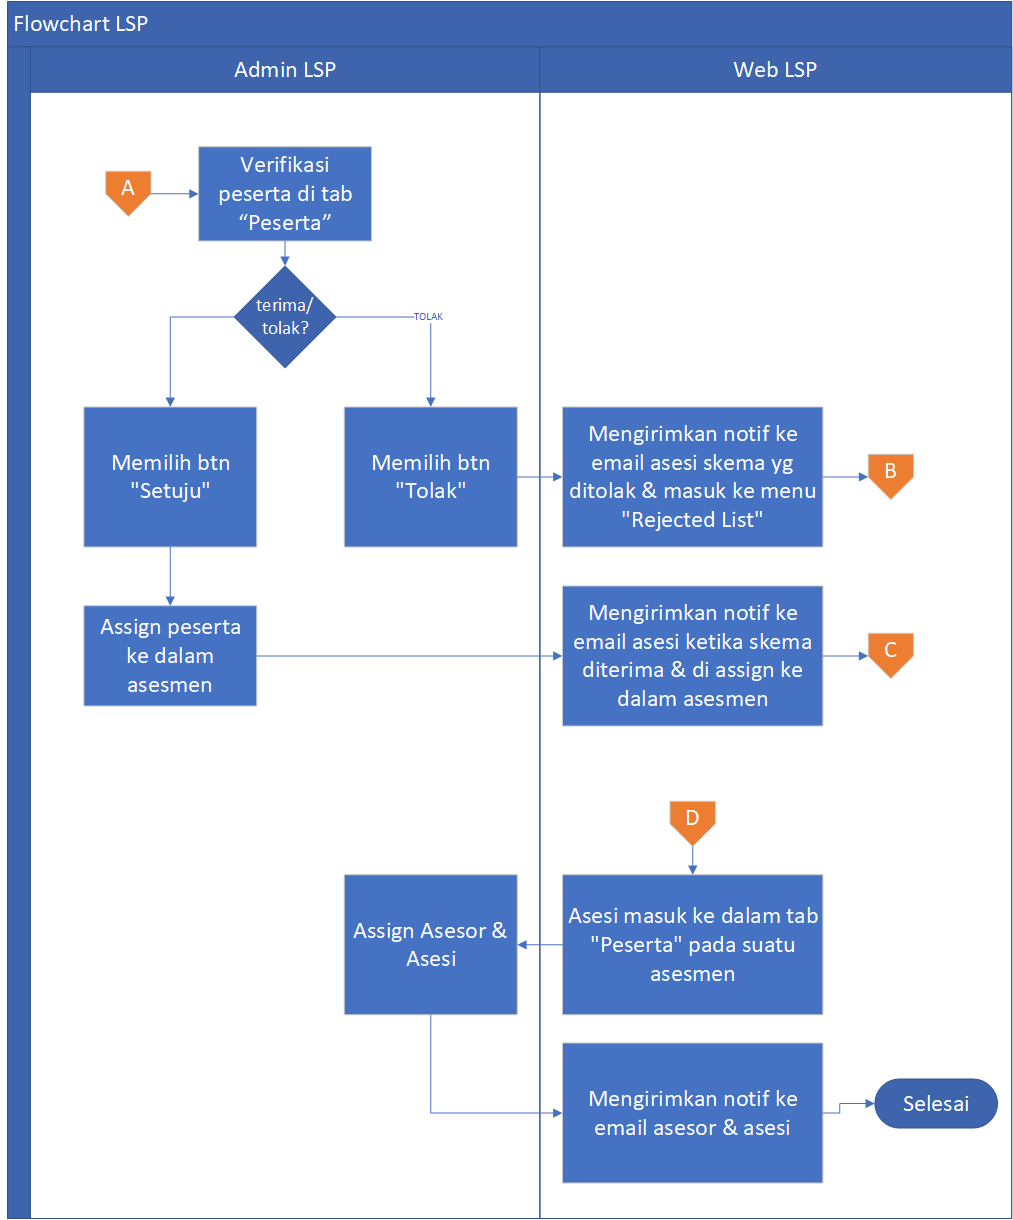 Flowchart LSP
Admin LSP
Web LSP
A
Verifikasi
peserta di tab
“Peserta”
terima/
tolak?
TOLAK
Memilih btn
"Setuju"
Memilih btn
"Tolak"
Mengirimkan notif ke
email asesi skema yg
ditolak & masuk ke menu
"Rejected List"
B
Assign peserta
ke dalam
asesmen
Mengirimkan notif ke
email asesi ketika skema
diterima & di assign ke
dalam asesmen
C
D
Assign Asesor &
Asesi
Asesi masuk ke dalam tab
"Peserta" pada suatu
asesmen
Mengirimkan notif ke
email asesor & asesi
Selesai